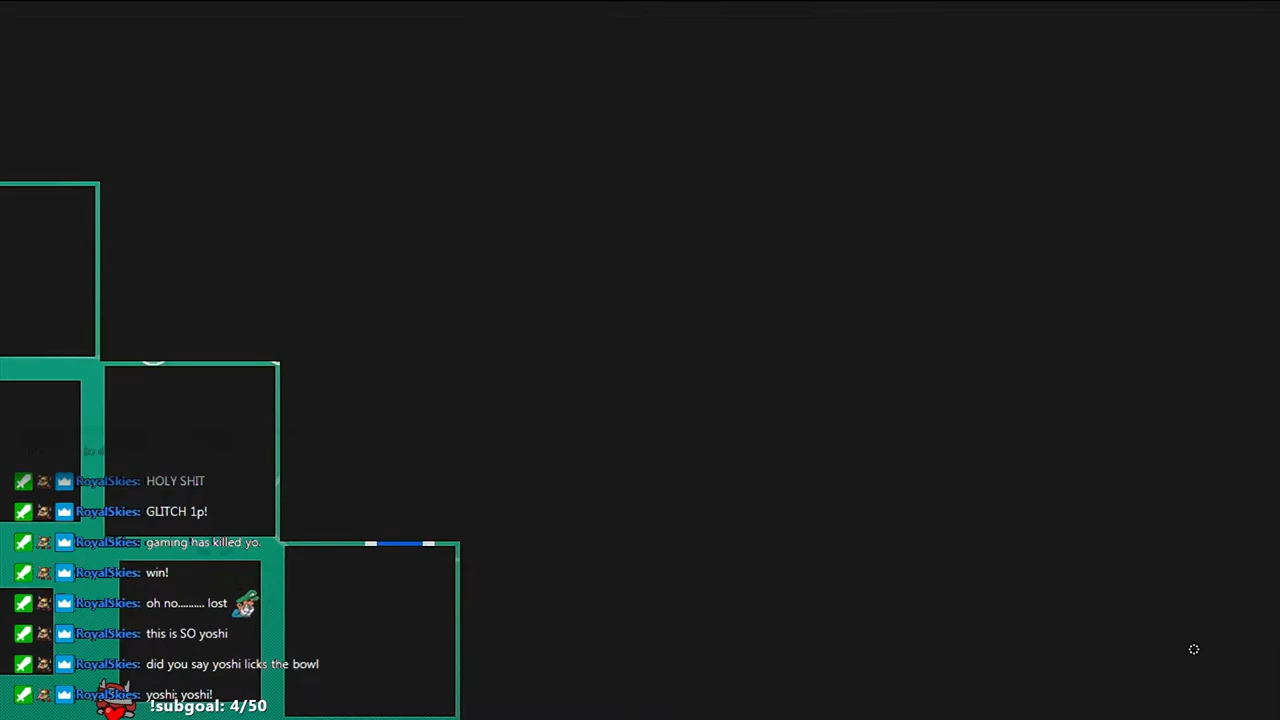 RoyalSkies: HOLY SHIT
RoyalSkies: GLITCH 1p!
RoyalSkies: gaming has killed yo.
RoyalSkies: win!
RoyalSkies: oh no.......... lost
RoyalSkies: this is SO yoshi
RoyalSkies: did you say yoshi licks the bowl
RoyalSkies: yoshi; yoshi!
!subgoal: 4/50